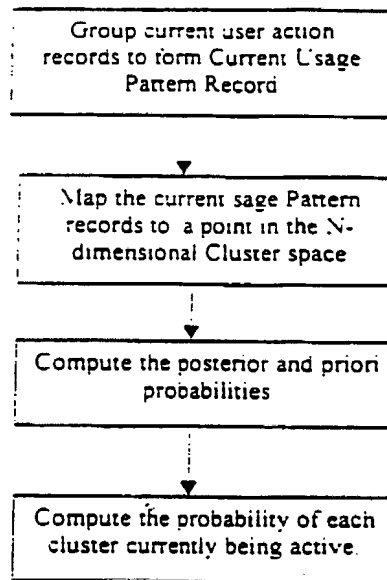 Group current user action
records to form Current Usage
Pattern Record
Map the current sage Pattern
records to a point in the N-
dimensional Cluster space
Compute the posterior and priori
probabilities
Compute the probability of each
cluster currently being active.